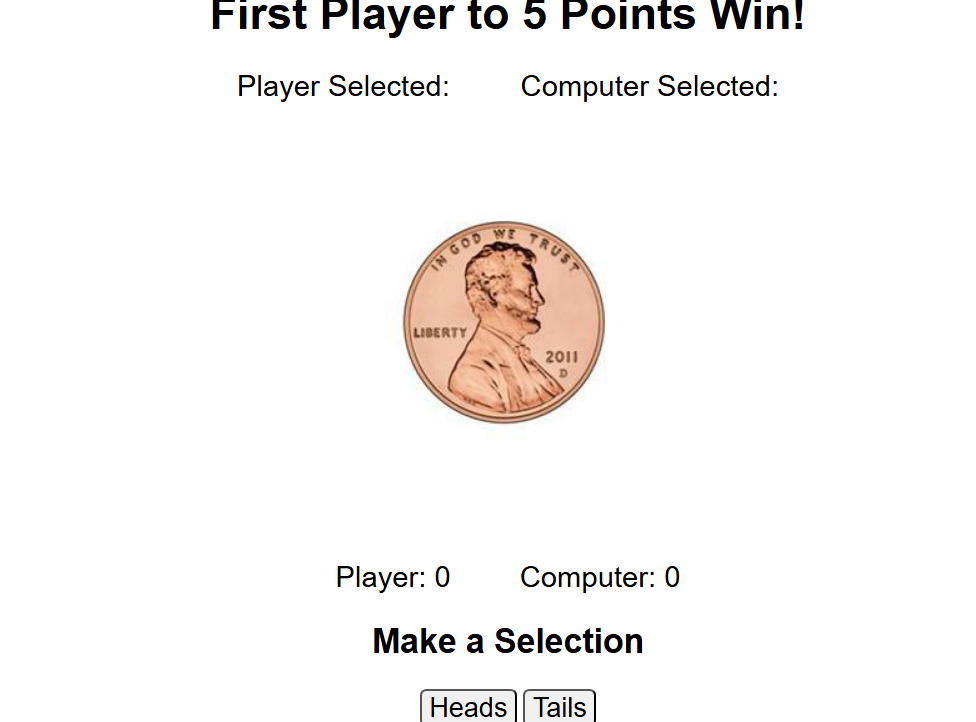 First Player to 5 Points Win!
Player Selected: Computer Selected:
IN GOD WE TRUST
LIBERTY
2011
D
Player: 0 Computer: 0
Make a Selection
Heads Tails